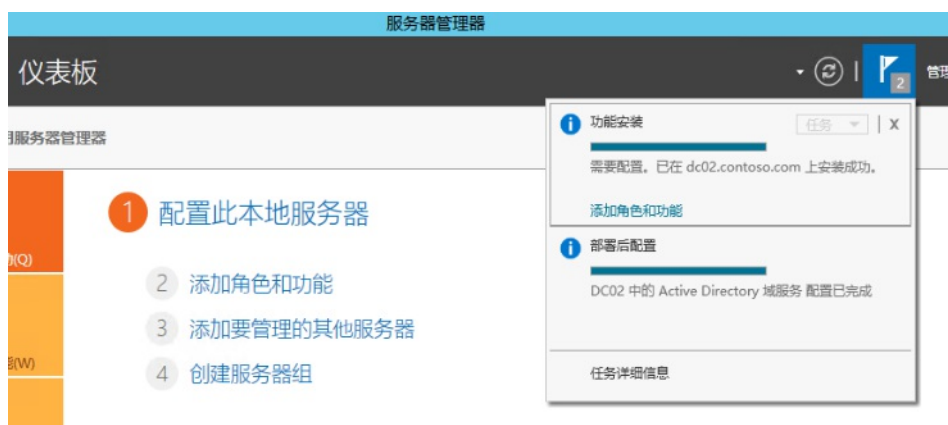 服务器管理器
仪表板
2
管理
服务器管理器
1 配置此本地服务器
(Q)
2 添加角色和功能
3 添加要管理的其他服务器
(W)
4 创建服务器组
功能安装
任务
X
需要配置。已在 dc02.contoso.com 上安装成功。
添加角色和功能
部署后配置
DC02 中的 Active Directory 域服务 配置已完成
任务详细信息